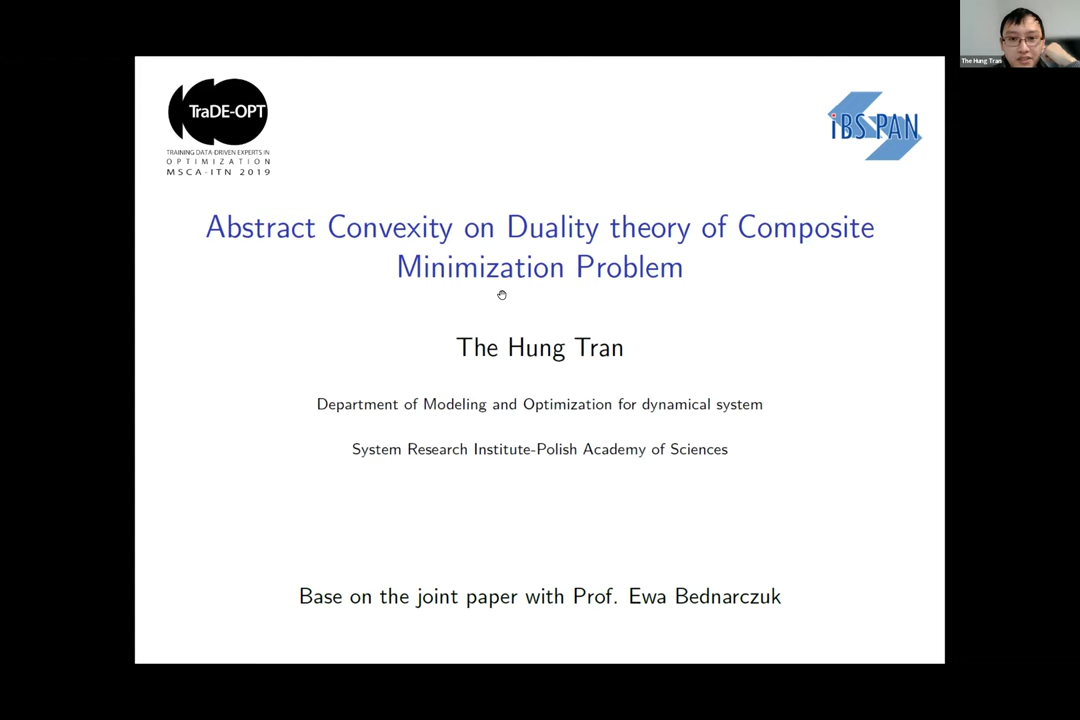 TraDE-OPT
TRAINING DATA-DRIVEN EXPERTS IN
OPTIMIZATION
MSCA-ITN 2019
iBS PAN
The Hung Tran
Abstract Convexity on Duality theory of Composite
Minimization Problem
The Hung Tran
Department of Modeling and Optimization for dynamical system
System Research Institute-Polish Academy of Sciences
Base on the joint paper with Prof. Ewa Bednarczuk